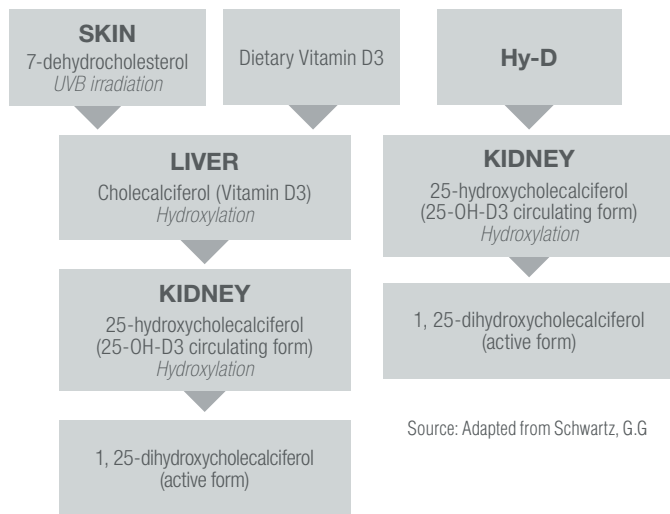 SKIN
7-dehydrocholesterol
UVB irradiation
Dietary Vitamin D3
Hy-D
LIVER
Cholecalciferol (Vitamin D3)
Hydroxylation
KIDNEY
25-hydroxycholecalciferol
(25-OH-D3 circulating form)
Hydroxylation
KIDNEY
25-hydroxycholecalciferol
(25-OH-D3 circulating form)
Hydroxylation
1, 25-dihydroxycholecalciferol
(active form)
1, 25-dihydroxycholecalciferol
(active form)
Source: Adapted from Schwartz, G.G